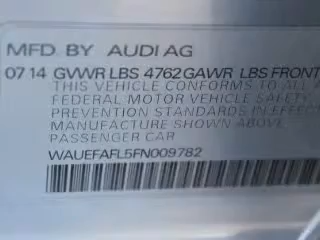 MFD. BY AUDI AG
07 14 GVWR LBS 4762 GAWR LBS FRONT
THIS VEHICLE CONFORMS TO ALL
FEDERAL MOTOR VEHICLE SAFETY
PREVENTION STANDARDS IN EFFECT
MANUFACTURE SHOWN ABOVE
PASSENGER CAR
WAUEFAFL5FN009782